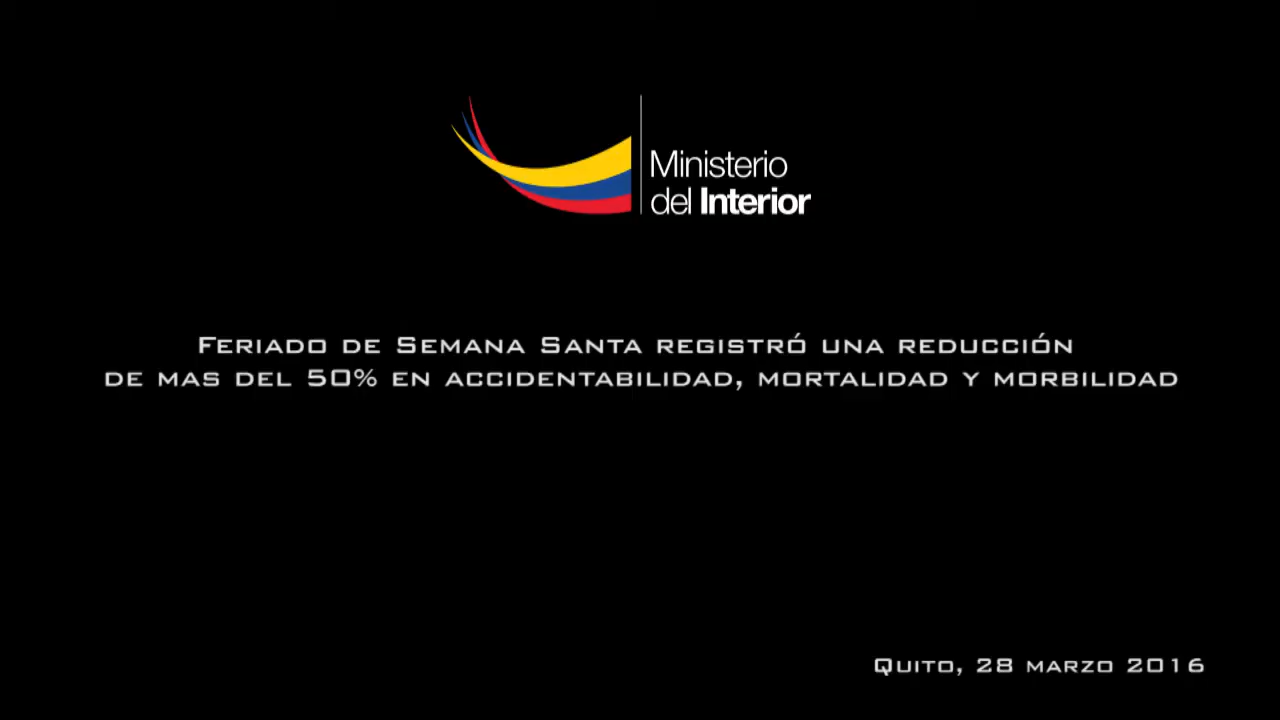 Ministerio
del Interior
FERIADO DE SEMANA SANTA REGISTRÓ UNA REDUCCIÓN
DE MAS DEL 50% EN ACCIDENTABILIDAD, MORTALIDAD Y MORBILIDAD
QUITO, 28 MARZO 2016